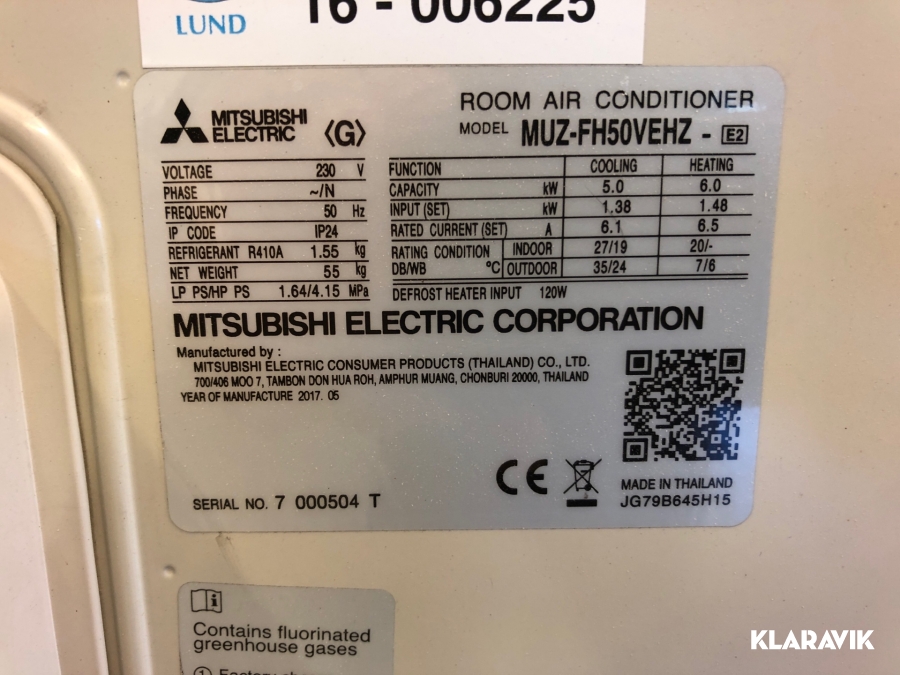 LUND
16 - 006225
MITSUBISHI
ELECTRIC
<G>
ROOM AIR CONDITIONER
MODEL MUZ-FH50VEHZ - E2
VOLTAGE 230 V
PHASE ~/N
FREQUENCY 50 Hz
IP CODE IP24
REFRIGERANT R410A 1.55 kg
NET WEIGHT 55 kg
LP PS/HP PS 1.64/4.15 MPa
FUNCTION COOLING HEATING
CAPACITY kW 5.0 6.0
INPUT (SET) kW 1.38 1.48
RATED CURRENT (SET) A 6.1 6.5
RATING CONDITION INDOOR 27/19 20/-
DB/WB °C OUTDOOR 35/24 7/6
DEFROST HEATER INPUT 120W
MITSUBISHI ELECTRIC CORPORATION
Manufactured by :
MITSUBISHI ELECTRIC CONSUMER PRODUCTS (THAILAND) CO., LTD.
700/406 MOO 7, TAMBON DON HUA ROH, AMPHUR MUANG, CHONBURI 20000, THAILAND
YEAR OF MANUFACTURE 2017. 05
CE
MADE IN THAILAND
JG79B645H15
SERIAL NO. 7 000504 T
Contains fluorinated
greenhouse gases
KLARAVIK